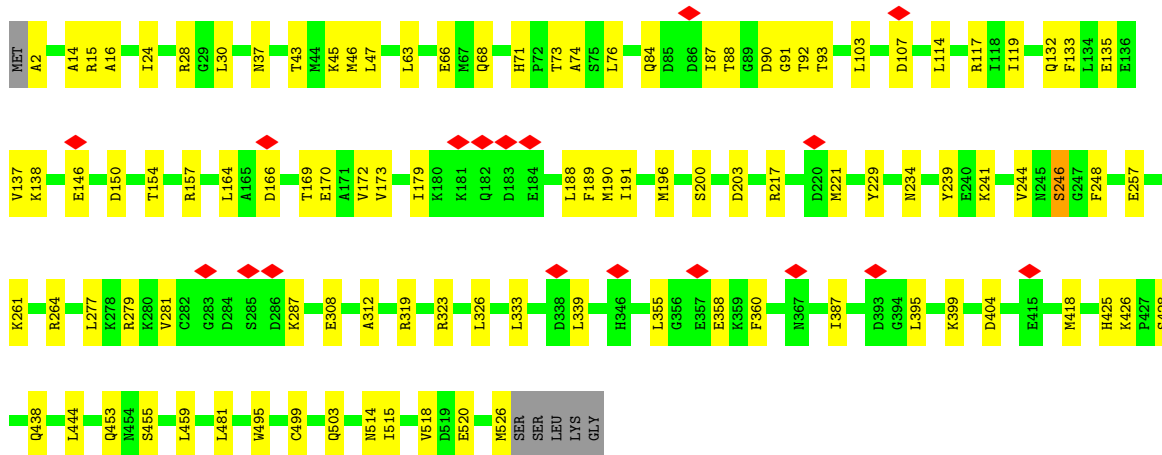 MET A2 A14 R15 A16 I24 R28 G29 L30 N37 T43 M44 K45 M46 L47 L63 E66 M67 Q68 H71 P72 T73 A74 S75 L76 Q84 D85 D86 I87 T88 G89 D90 G91 T92 T93 L103 D107 L114 R117 I118 I119 Q132 F133 L134 E135 E136
V137 K138 E146 D150 T154 R157 L164 A165 D166 T169 E170 A171 V172 V173 I179 K180 K181 Q182 D183 E184 L188 F189 M190 I191 M196 S200 D203 R217 D220 M221 Y229 N234 Y239 E240 K241 V244 N245 S246 G247 F248 E257
K261 R264 L277 K278 R279 K280 V281 C282 G283 D284 S285 D286 K287 E308 A312 R319 R323 L326 L333 D338 L339 H346 L355 G356 E357 E358 K359 F360 N367 I387 D393 G394 L395 K399 D404 E415 M418 H425 K426 P427
Q438 L444 Q453 N454 S455 L459 L481 W495 C499 Q503 N514 I515 V518 D519 E520 M526 SER SER LEU LYS GLY